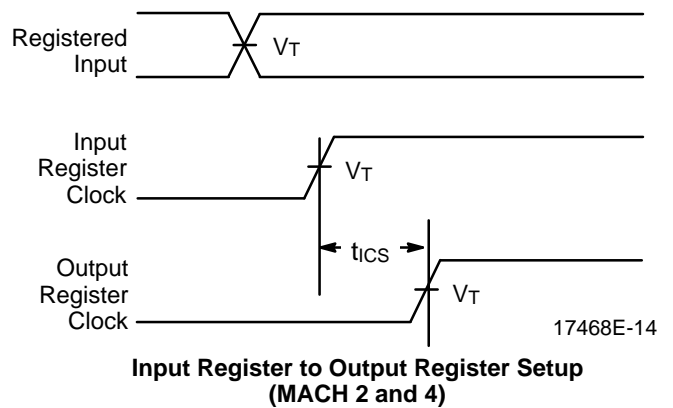 Registered
Input
VT
Input
Register
Clock
VT
tICS
Output
Register
Clock
VT
17468E-14
Input Register to Output Register Setup
(MACH 2 and 4)